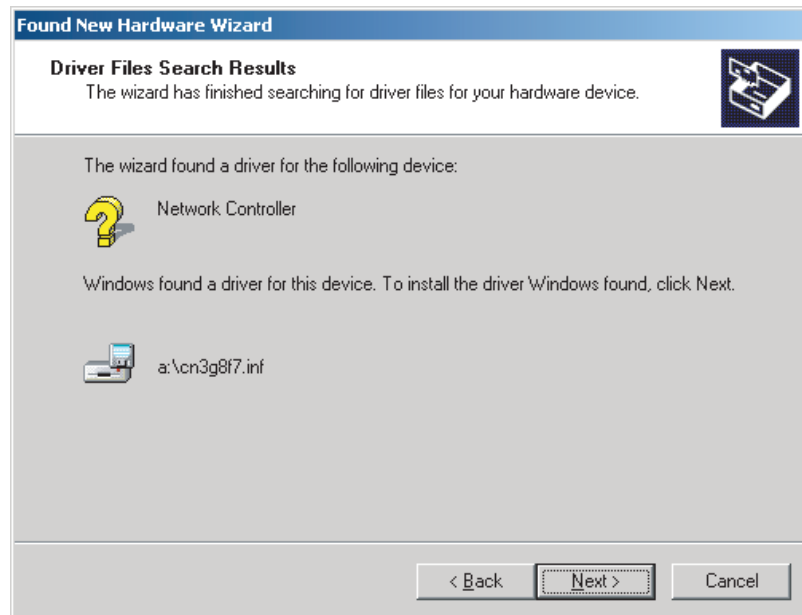 Found New Hardware Wizard
Driver Files Search Results
The wizard has finished searching for driver files for your hardware device.
The wizard found a driver for the following device:
Network Controller
Windows found a driver for this device. To install the driver Windows found, click Next.
a:\cn3g8f7.inf
< Back
Next >
Cancel